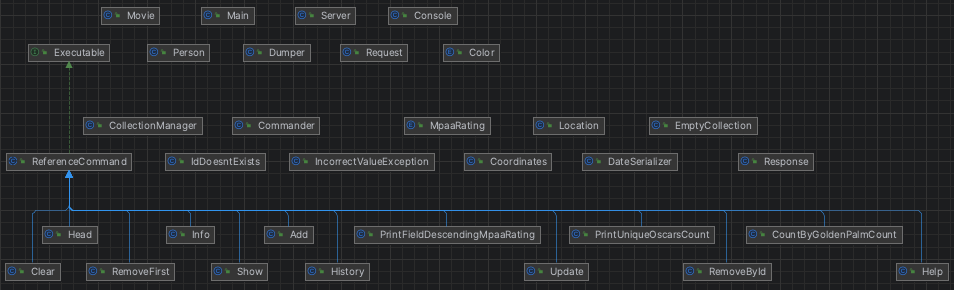 Movie Main Server Console
Executable Person Dumper Request Color
CollectionManager Commander MpaaRating Location EmptyCollection
ReferenceCommand IdDoesntExists IncorrectValueException Coordinates DateSerializer Response
Head Info Add PrintFieldDescendingMpaaRating PrintUniqueOscarsCount CountByGoldenPalmCount
Clear RemoveFirst Show History Update RemoveById Help